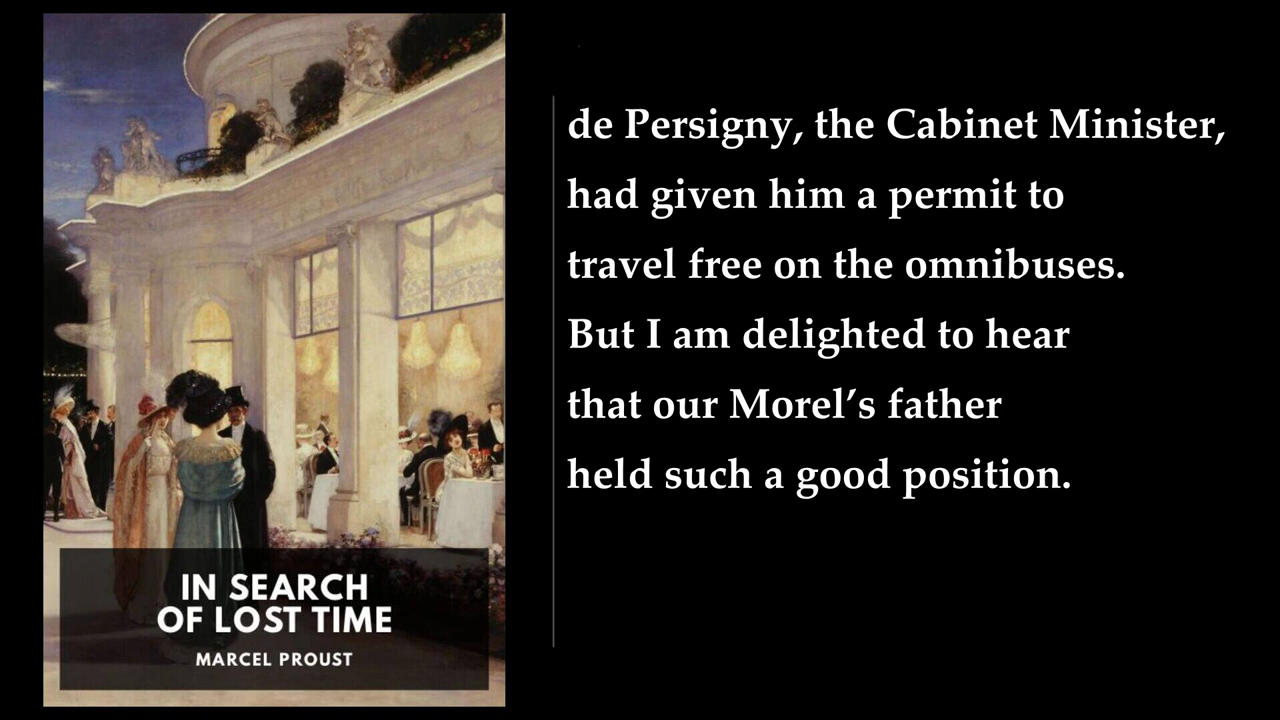 de Persigny, the Cabinet Minister,
had given him a permit to
travel free on the omnibuses.
But I am delighted to hear
that our Morel’s father
held such a good position.
IN SEARCH
OF LOST TIME
MARCEL PROUST